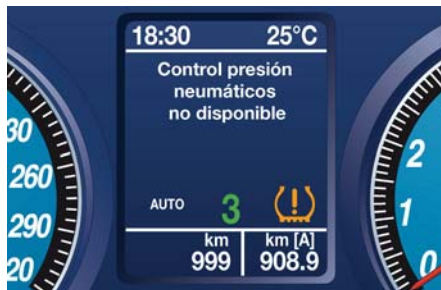 18:30 25°C
Control presión
neumáticos
no disponible
30
260
290
20
AUTO 3 (!)
km km [A]
999 908.9
2
1
0